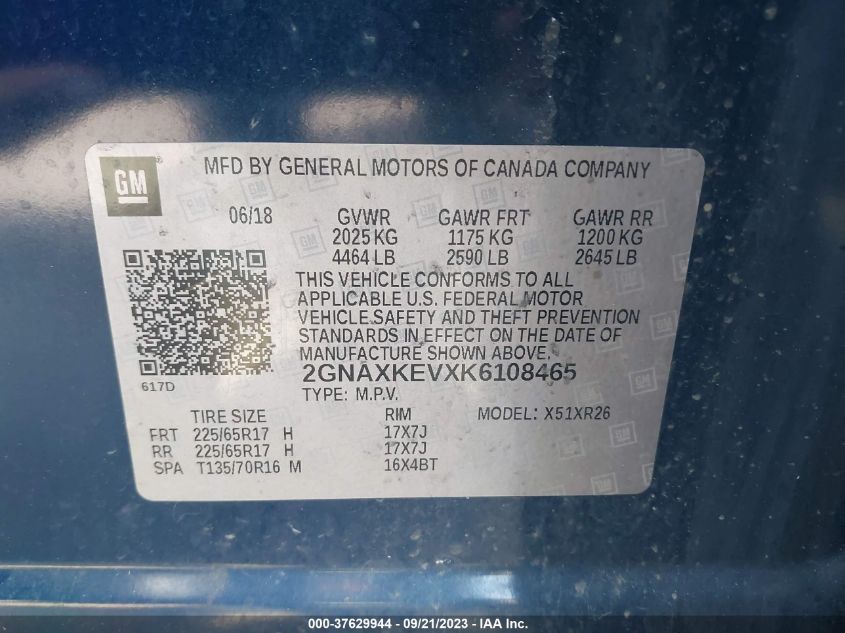 GM
MFD BY GENERAL MOTORS OF CANADA COMPANY
06/18 GVWR GAWR FRT GAWR RR
2025 KG 1175 KG 1200 KG
4464 LB 2590 LB 2645 LB
THIS VEHICLE CONFORMS TO ALL
APPLICABLE U.S. FEDERAL MOTOR
VEHICLE SAFETY AND THEFT PREVENTION
STANDARDS IN EFFECT ON THE DATE OF
MANUFACTURE SHOWN ABOVE.
617D
2GNAXKEVXK6108465
TYPE: M.P.V.
TIRE SIZE RIM MODEL: X51XR26
FRT 225/65R17 H 17X7J
RR 225/65R17 H 17X7J
SPA T135/70R16 M 16X4BT
000-37629944 - 09/21/2023 - © IAA, Inc.